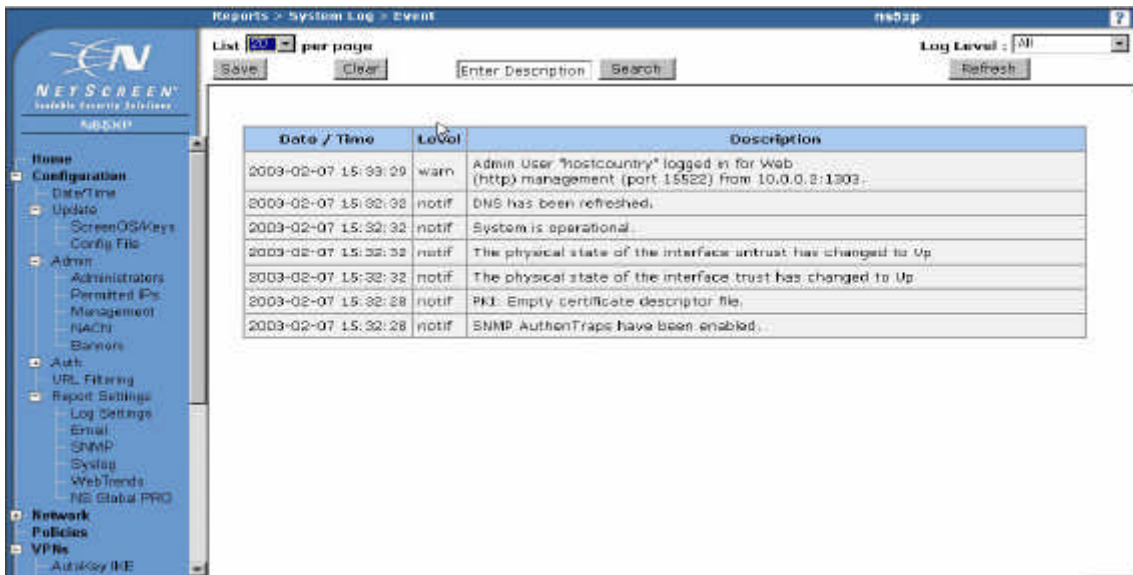 Reports > System Log > Event
ns5xp
?
List 20 per page
Log Level : All
Save
Clear
Enter Description
Search
Refresh
NETSCREEN
Scalable Security Solutions
NS5XP
Home
Configuration
Date/Time
Update
ScreenOS/Keys
Config File
Admin
Administrators
Permitted IPs
Management
NACN
Banners
Auth
URL Filtering
Report Settings
Log Settings
Email
SNMP
Syslog
WebTrends
NS Global PRO
Network
Policies
VPNs
AutoKey IKE
Date / Time Level Description
2003-02-07 15:33:29 warn Admin User "hostcountry" logged in for Web
(http) management (port 15522) from 10.0.0.2:1303.
2003-02-07 15:32:32 notif DNS has been refreshed.
2003-02-07 15:32:32 notif System is operational.
2003-02-07 15:32:32 notif The physical state of the interface untrust has changed to Up
2003-02-07 15:32:32 notif The physical state of the interface trust has changed to Up
2003-02-07 15:32:28 notif PKI: Empty certificate descriptor file.
2003-02-07 15:32:28 notif SNMP AuthenTraps have been enabled.